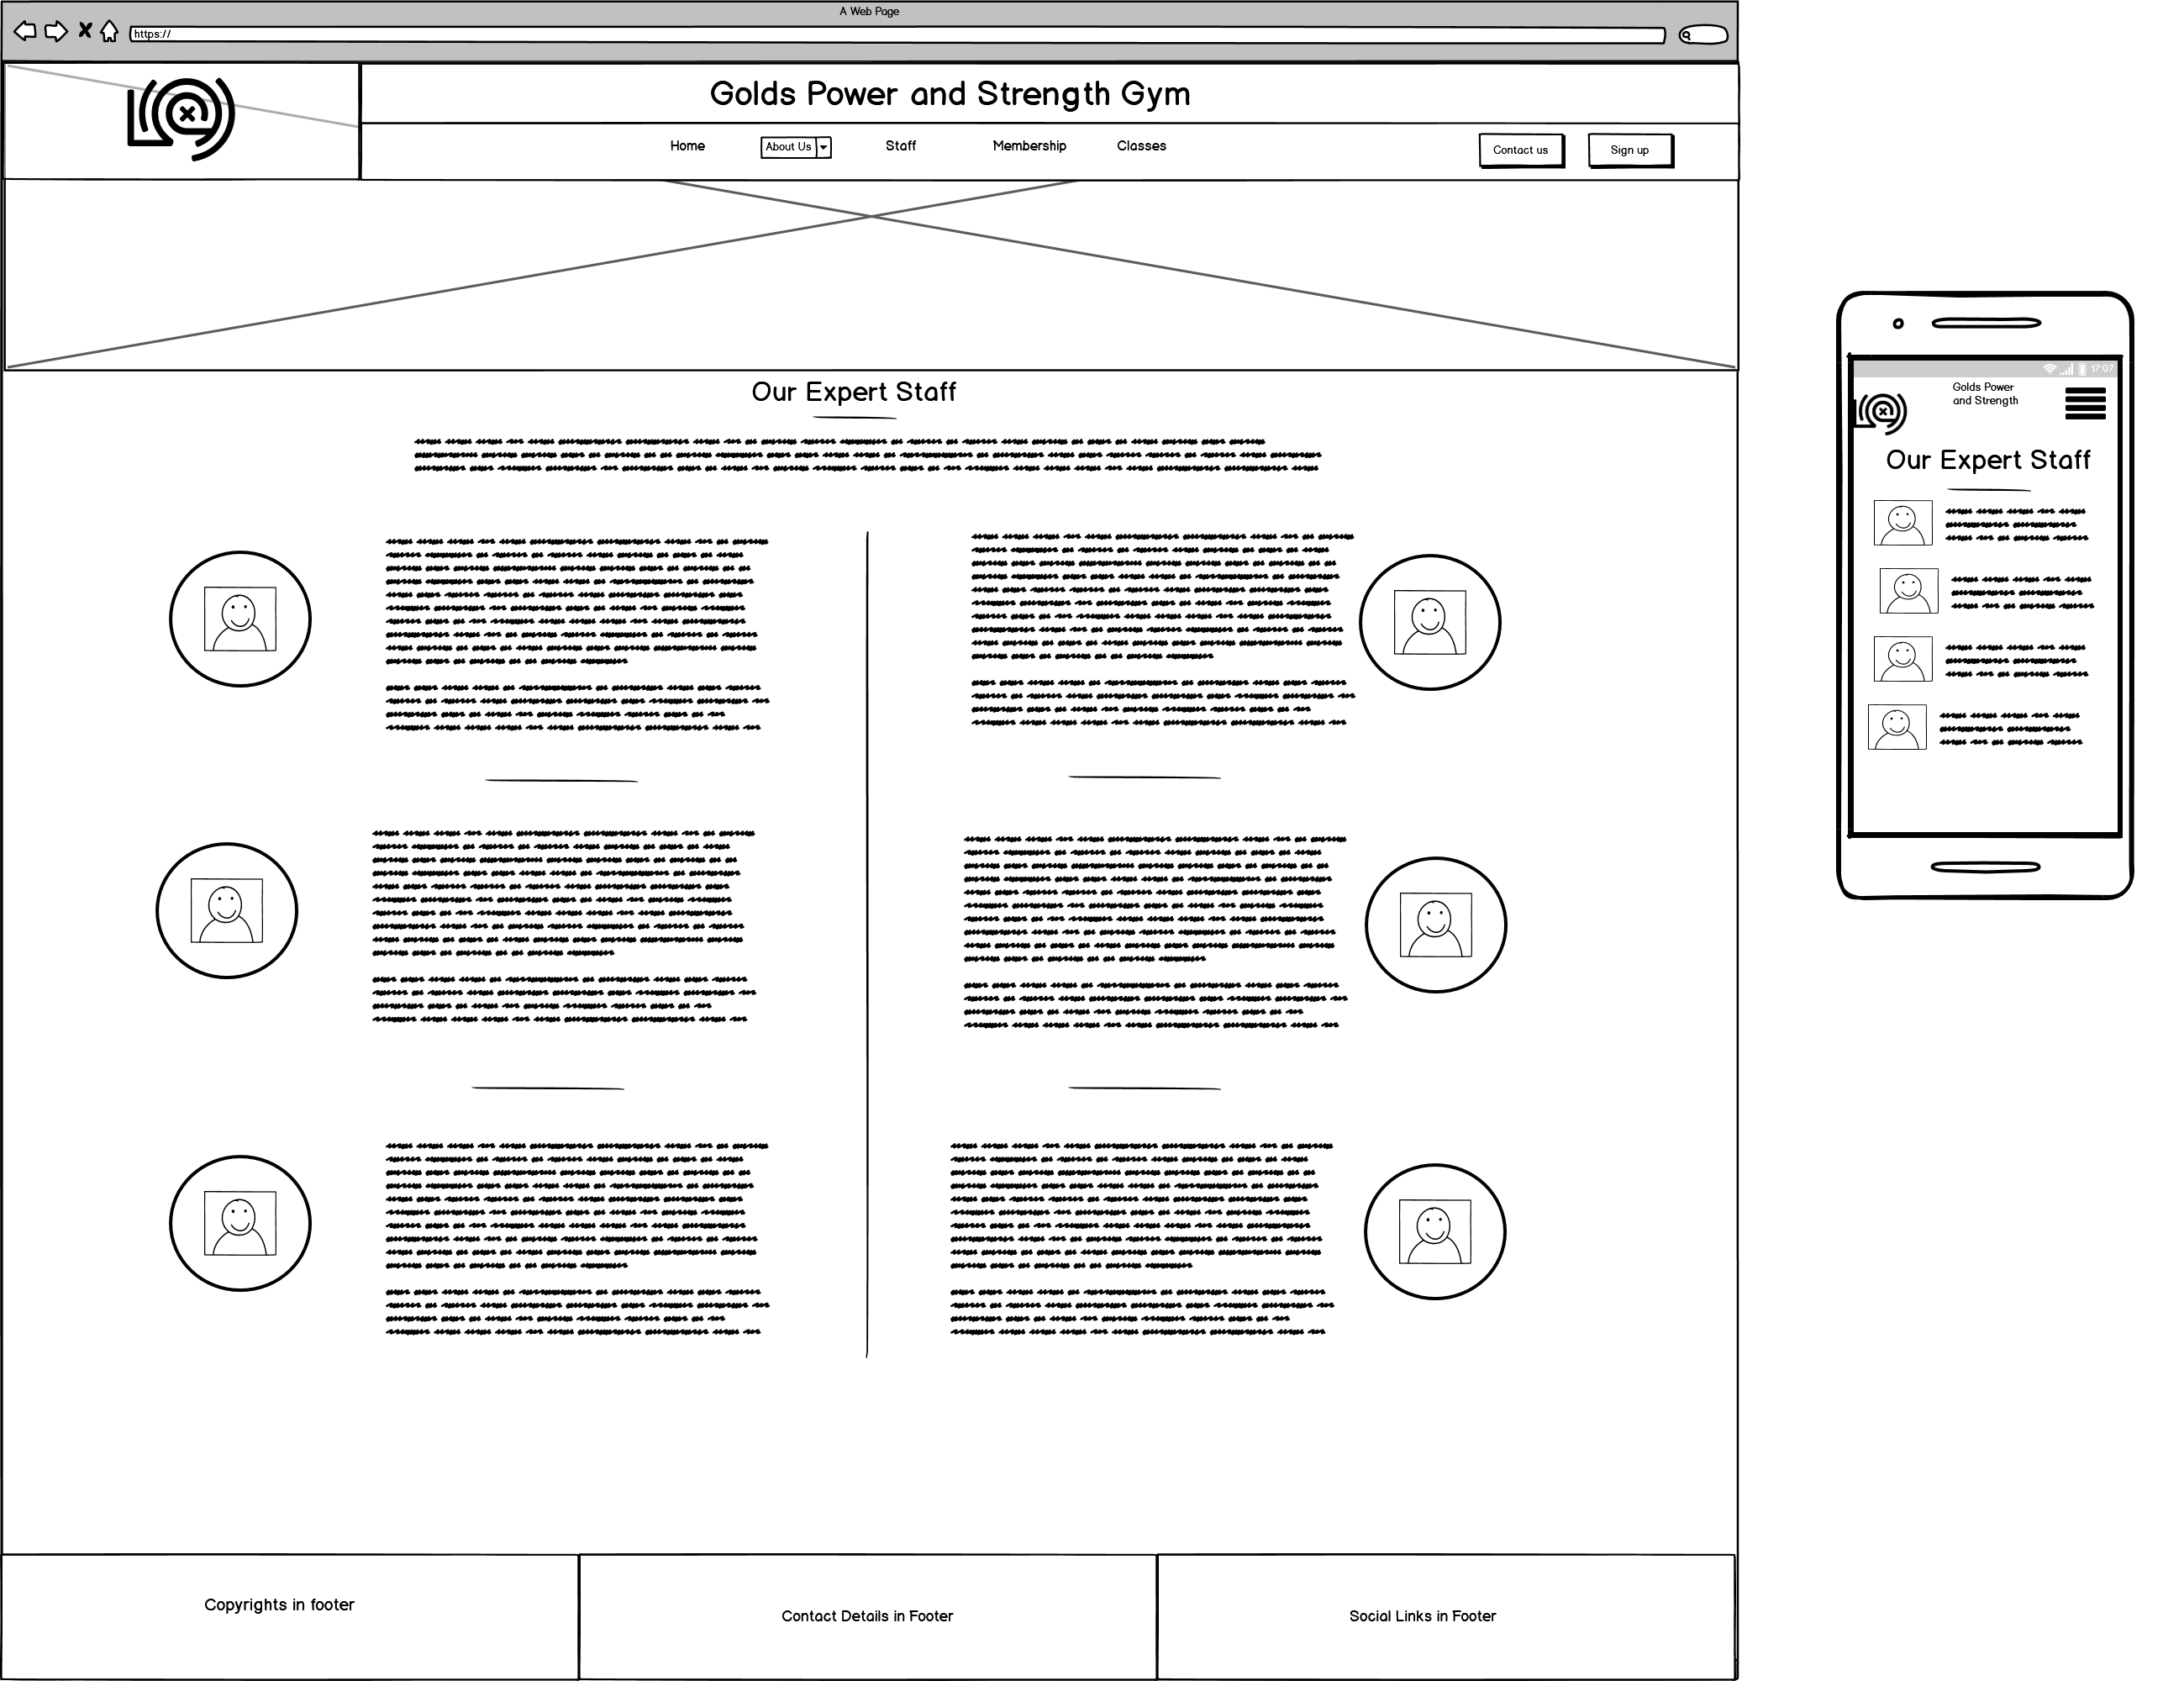 A Web Page
https://
Golds Power and Strength Gym
Home
About Us
Staff
Membership
Classes
Contact us
Sign up
Our Expert Staff
Copyrights in footer
Contact Details in Footer
Social Links in Footer
17:07
Golds Power
and Strength
Our Expert Staff